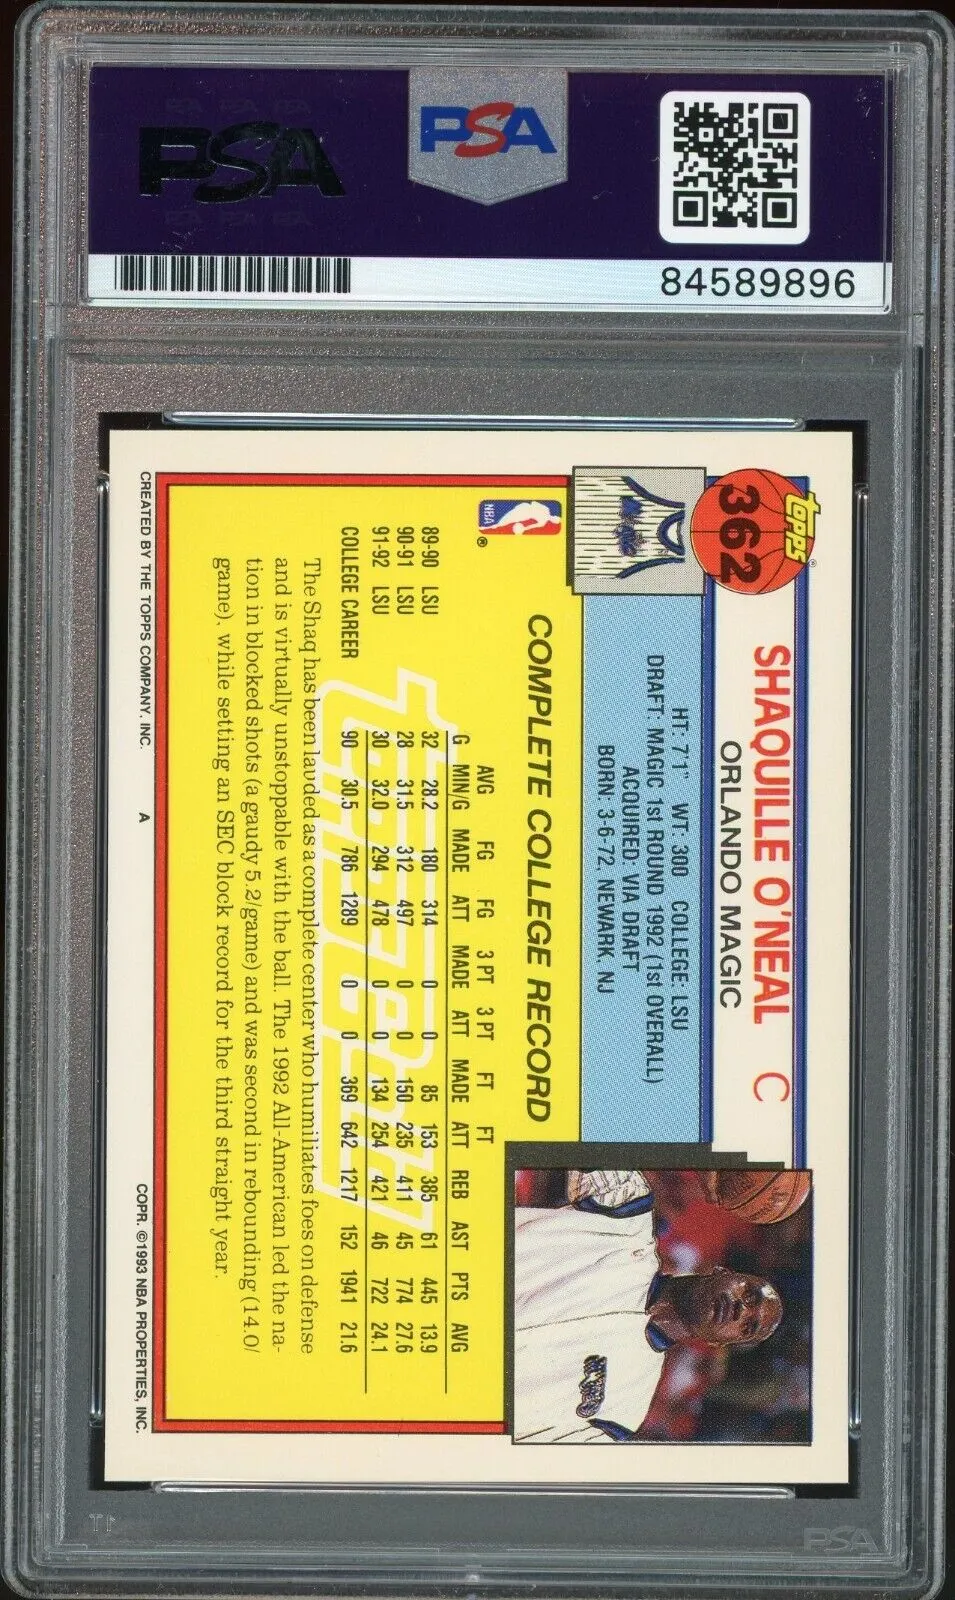 PSA
PSA
84589896
topps
362
SHAQUILLE O'NEAL C
ORLANDO MAGIC
HT: 7'1" WT: 300 COLLEGE: LSU
DRAFT: MAGIC 1st ROUND 1992 (1st OVERALL)
ACQUIRED: VIA DRAFT
BORN: 3-6-72, NEWARK, NJ
MAGIC
NBA ®
COMPLETE COLLEGE RECORD
AVG FG FG 3 PT 3 PT FT FT
G MIN/G MADE ATT MADE ATT MADE ATT REB AST PTS AVG
89-90 LSU 32 28.2 180 314 0 0 85 153 385 61 445 13.9
90-91 LSU 28 31.5 312 497 0 0 150 235 411 45 774 27.6
91-92 LSU 30 32.0 294 478 0 0 134 254 421 46 722 24.1
COLLEGE CAREER 90 30.5 786 1289 0 0 369 642 1217 152 1941 21.6
The Shaq has been lauded as a complete center who humiliates foes on defense
and is virtually unstoppable with the ball. The 1992 All-American led the na-
tion in blocked shots (a gaudy 5.2/game) and was second in rebounding (14.0/
game), while setting an SEC block record for the third straight year.
CREATED BY THE TOPPS COMPANY, INC. A COPR. ©1993 NBA PROPERTIES, INC.
PSA